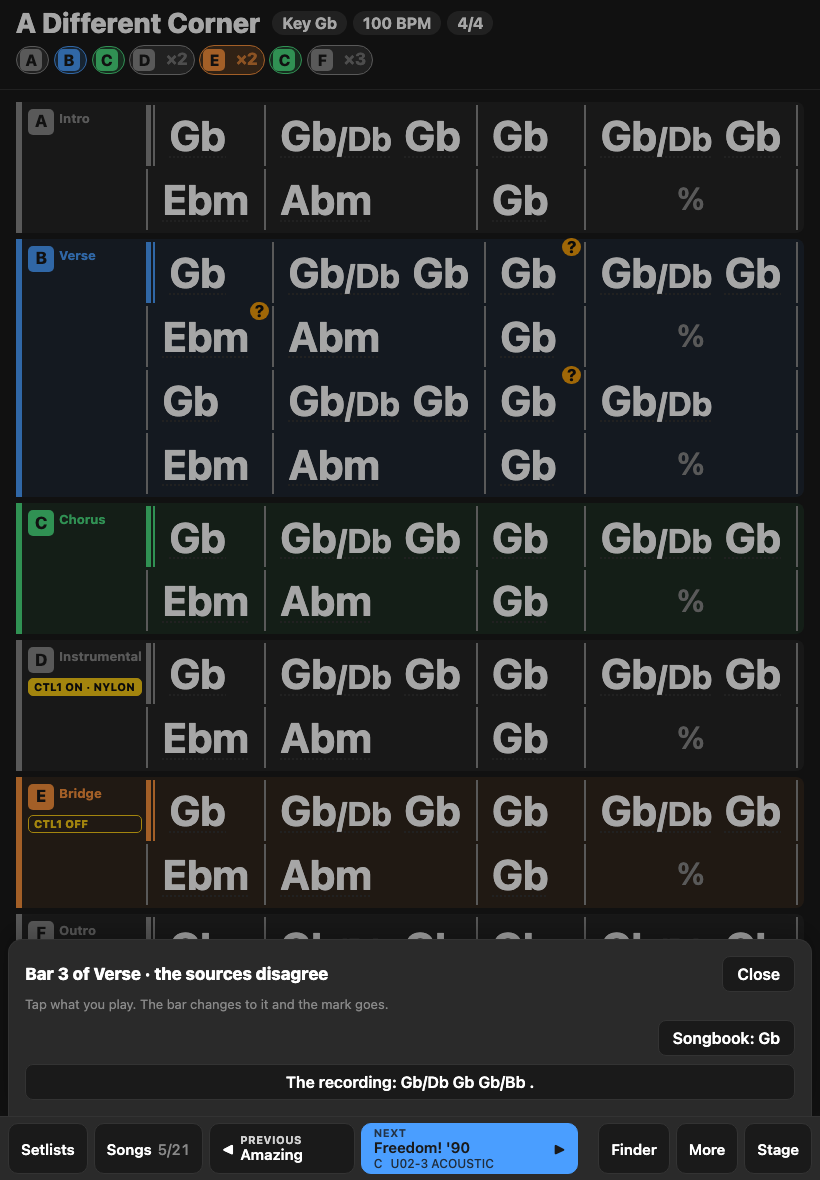 A Different Corner Key Gb 100 BPM 4/4
A B C D ×2 E ×2 C F ×3
A Intro Gb Gb/Db Gb Gb Gb/Db Gb
Ebm Abm Gb %
B Verse Gb Gb/Db Gb Gb ? Gb/Db Gb
Ebm ? Abm Gb %
Gb Gb/Db Gb Gb ? Gb/Db
Ebm Abm Gb %
C Chorus Gb Gb/Db Gb Gb Gb/Db Gb
Ebm Abm Gb %
D Instrumental Gb Gb/Db Gb Gb Gb/Db Gb
CTL1 ON · NYLON
Ebm Abm Gb %
E Bridge Gb Gb/Db Gb Gb Gb/Db Gb
CTL1 OFF
Ebm Abm Gb %
F Outro
Bar 3 of Verse · the sources disagree Close
Tap what you play. The bar changes to it and the mark goes.
Songbook: Gb
The recording: Gb/Db Gb Gb/Bb .
Setlists Songs 5/21 ◀ PREVIOUS Amazing NEXT Freedom! '90 C U02-3 ACOUSTIC ▶ Finder More Stage